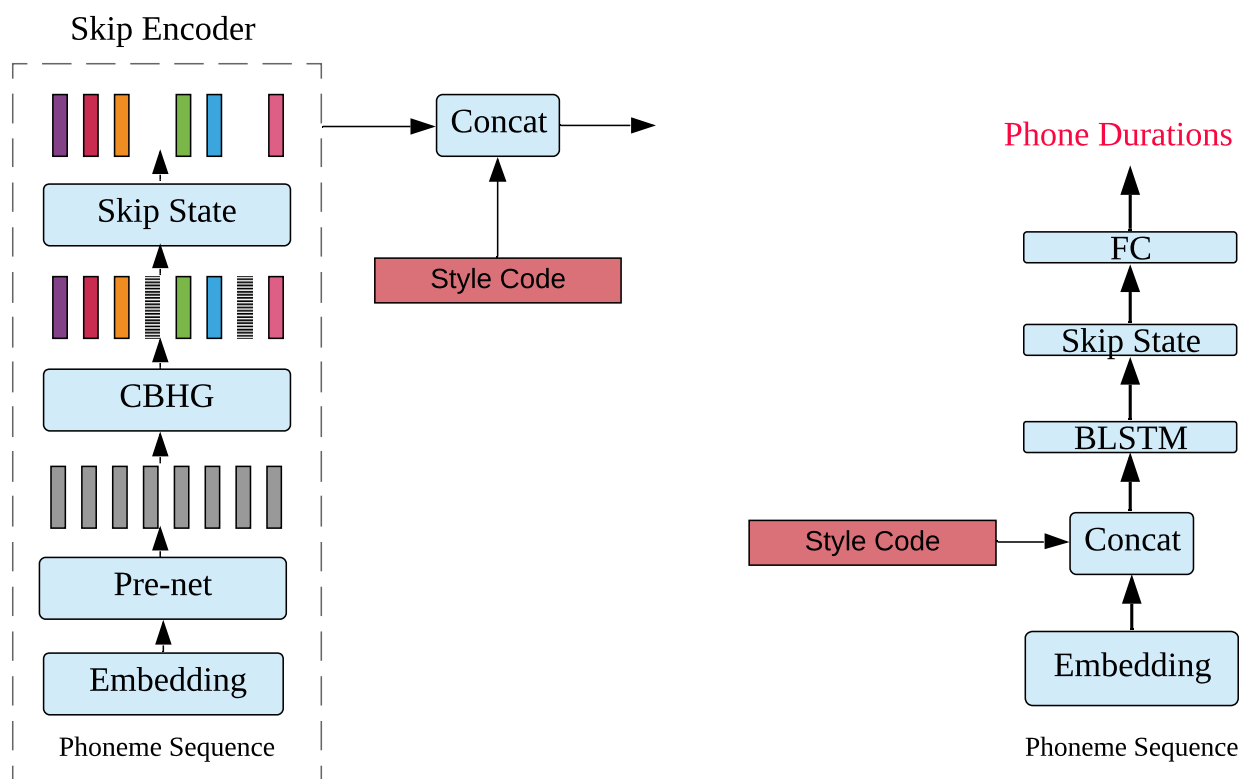 Skip Encoder
Skip State
CBHG
Pre-net
Embedding
Phoneme Sequence
Concat
Style Code
Phone Durations
FC
Skip State
BLSTM
Style Code
Concat
Embedding
Phoneme Sequence